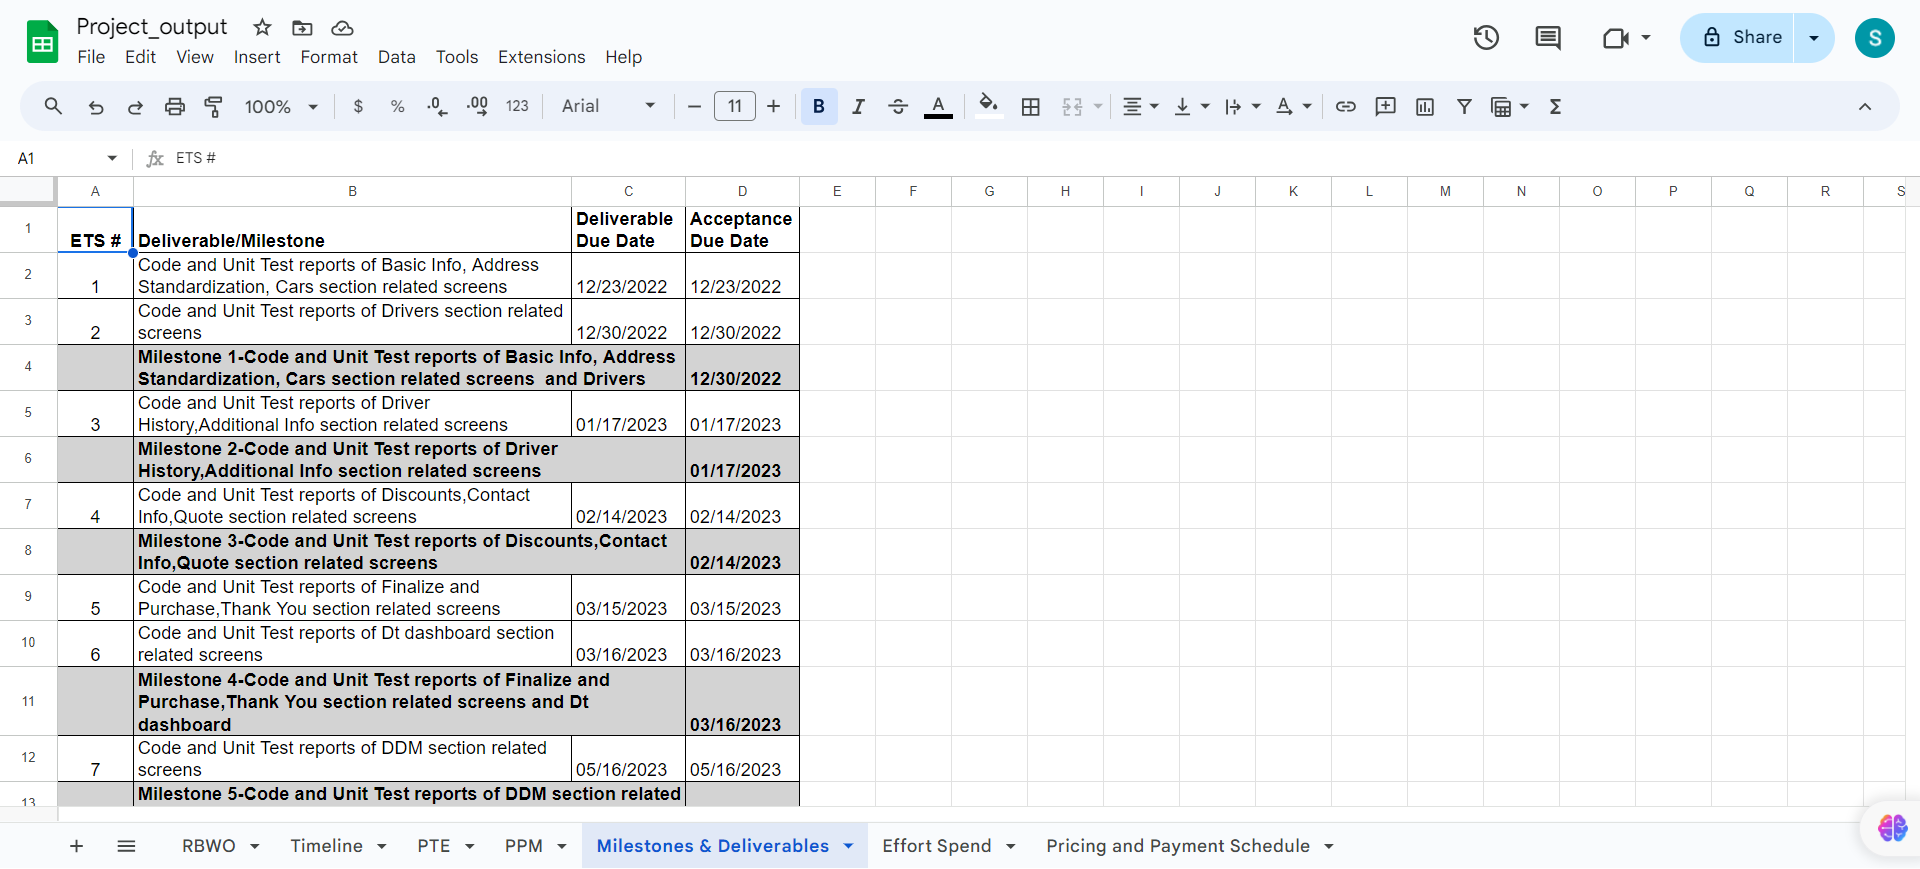 Project_output
File Edit View Insert Format Data Tools Extensions Help
Share
S
100% $ % .0 .00 123 Arial 11 B I A Σ
A1 fx ETS #
A B C D E F G H I J K L M N O P Q R S
1 ETS # Deliverable/Milestone Deliverable Due Date Acceptance Due Date
2 1 Code and Unit Test reports of Basic Info, Address
Standardization, Cars section related screens 12/23/2022 12/23/2022
3 2 Code and Unit Test reports of Drivers section related
screens 12/30/2022 12/30/2022
4 Milestone 1-Code and Unit Test reports of Basic Info, Address
Standardization, Cars section related screens and Drivers 12/30/2022
5 3 Code and Unit Test reports of Driver
History,Additional Info section related screens 01/17/2023 01/17/2023
6 Milestone 2-Code and Unit Test reports of Driver
History,Additional Info section related screens 01/17/2023
7 4 Code and Unit Test reports of Discounts,Contact
Info,Quote section related screens 02/14/2023 02/14/2023
8 Milestone 3-Code and Unit Test reports of Discounts,Contact
Info,Quote section related screens 02/14/2023
9 5 Code and Unit Test reports of Finalize and
Purchase,Thank You section related screens 03/15/2023 03/15/2023
10 6 Code and Unit Test reports of Dt dashboard section
related screens 03/16/2023 03/16/2023
11 Milestone 4-Code and Unit Test reports of Finalize and
Purchase,Thank You section related screens and Dt
dashboard 03/16/2023
12 7 Code and Unit Test reports of DDM section related
screens 05/16/2023 05/16/2023
13 Milestone 5-Code and Unit Test reports of DDM section related
RBWO Timeline PTE PPM Milestones & Deliverables Effort Spend Pricing and Payment Schedule